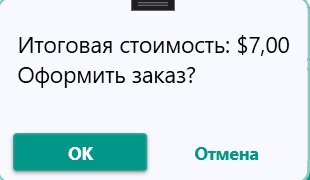 Итоговая стоимость: $7,00
Оформить заказ?
OK Отмена